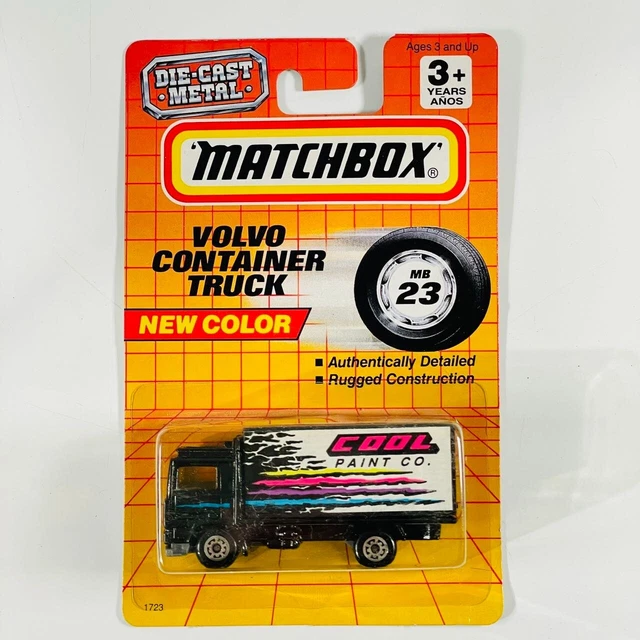 Ages 3 and Up
DIE-CAST
METAL
3+
YEARS
AÑOS
'MATCHBOX'®
VOLVO
CONTAINER
TRUCK
MB
23
NEW COLOR
■ Authentically Detailed
■ Rugged Construction
COOL
PAINT CO.
1723